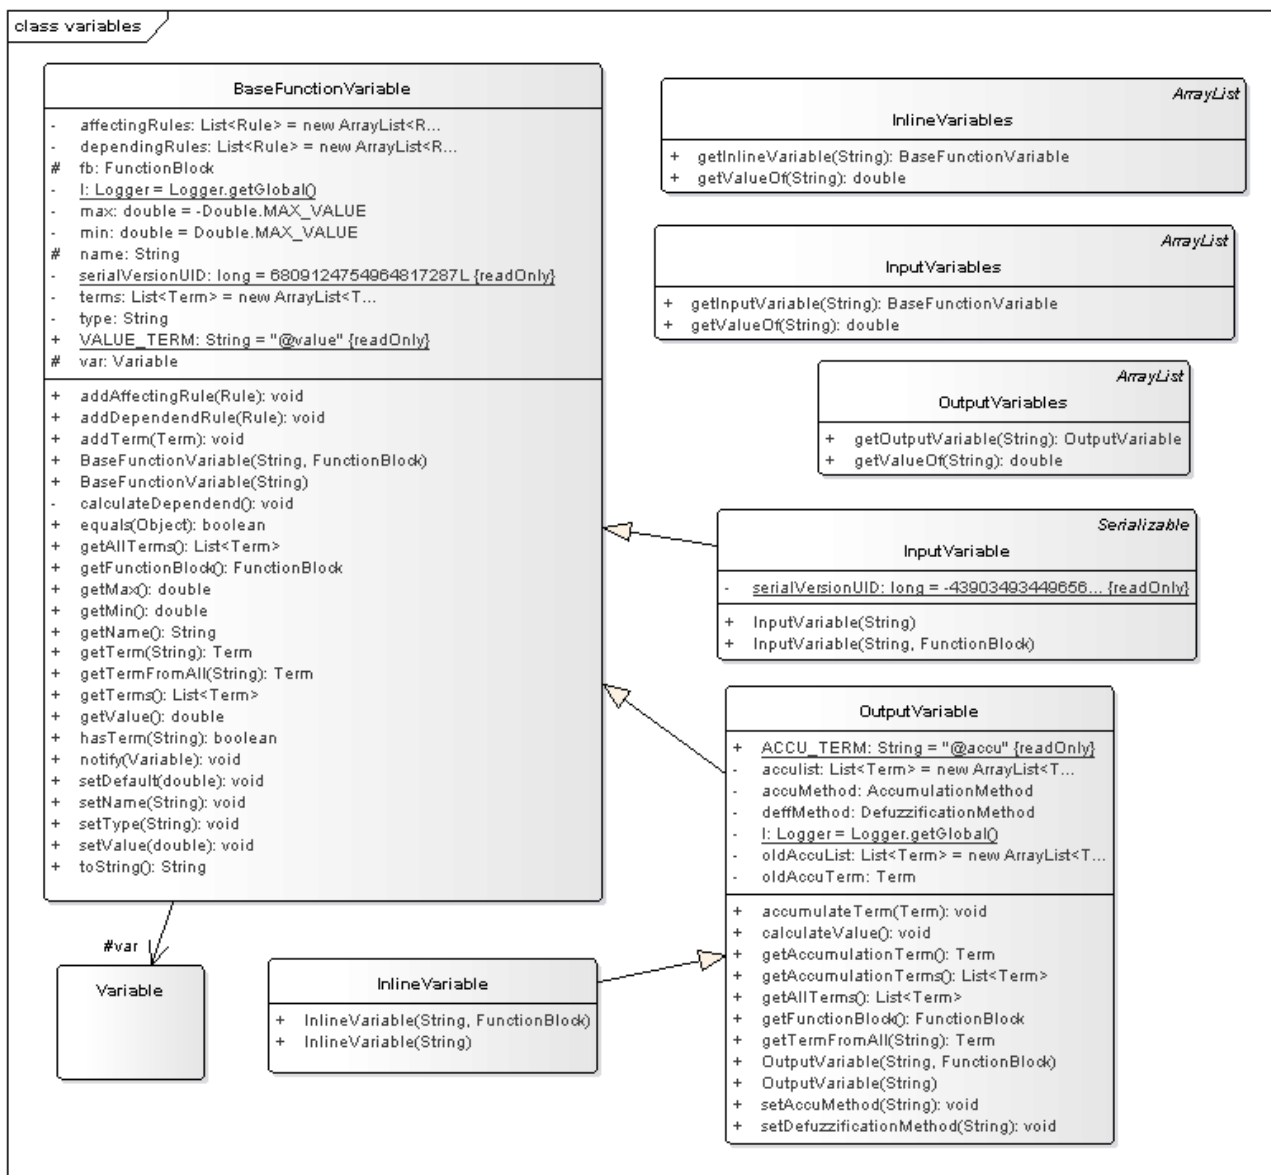 class variables
BaseFunctionVariable
- affectingRules: List<Rule> = new ArrayList<R...
- dependingRules: List<Rule> = new ArrayList<R...
# fb: FunctionBlock
- l: Logger = Logger.getGlobal()
- max: double = -Double.MAX_VALUE
- min: double = Double.MAX_VALUE
# name: String
- serialVersionUID: long = 6809124754964817287L {readOnly}
- terms: List<Term> = new ArrayList<T...
- type: String
+ VALUE_TERM: String = "@value" {readOnly}
# var: Variable
+ addAffectingRule(Rule): void
+ addDependendRule(Rule): void
+ addTerm(Term): void
+ BaseFunctionVariable(String, FunctionBlock)
+ BaseFunctionVariable(String)
- calculateDependend(): void
+ equals(Object): boolean
+ getAllTerms(): List<Term>
+ getFunctionBlock(): FunctionBlock
+ getMax(): double
+ getMin(): double
+ getName(): String
+ getTerm(String): Term
+ getTermFromAll(String): Term
+ getTerms(): List<Term>
+ getValue(): double
+ hasTerm(String): boolean
+ notify(Variable): void
+ setDefault(double): void
+ setName(String): void
+ setType(String): void
+ setValue(double): void
+ toString(): String
ArrayList
InlineVariables
+ getInlineVariable(String): BaseFunctionVariable
+ getValueOf(String): double
ArrayList
InputVariables
+ getInputVariable(String): BaseFunctionVariable
+ getValueOf(String): double
ArrayList
OutputVariables
+ getOutputVariable(String): OutputVariable
+ getValueOf(String): double
Serializable
InputVariable
- serialVersionUID: long = -43903493449656... {readOnly}
+ InputVariable(String)
+ InputVariable(String, FunctionBlock)
OutputVariable
+ ACCU_TERM: String = "@accu" {readOnly}
- acculist: List<Term> = new ArrayList<T...
- accuMethod: AccumulationMethod
- deffMethod: DefuzzificationMethod
- l: Logger = Logger.getGlobal()
- oldAccuList: List<Term> = new ArrayList<T...
- oldAccuTerm: Term
+ accumulateTerm(Term): void
+ calculateValue(): void
+ getAccumulationTerm(): Term
+ getAccumulationTerms(): List<Term>
+ getAllTerms(): List<Term>
+ getFunctionBlock(): FunctionBlock
+ getTermFromAll(String): Term
+ OutputVariable(String, FunctionBlock)
+ OutputVariable(String)
+ setAccuMethod(String): void
+ setDefuzzificationMethod(String): void
#var
Variable
InlineVariable
+ InlineVariable(String, FunctionBlock)
+ InlineVariable(String)